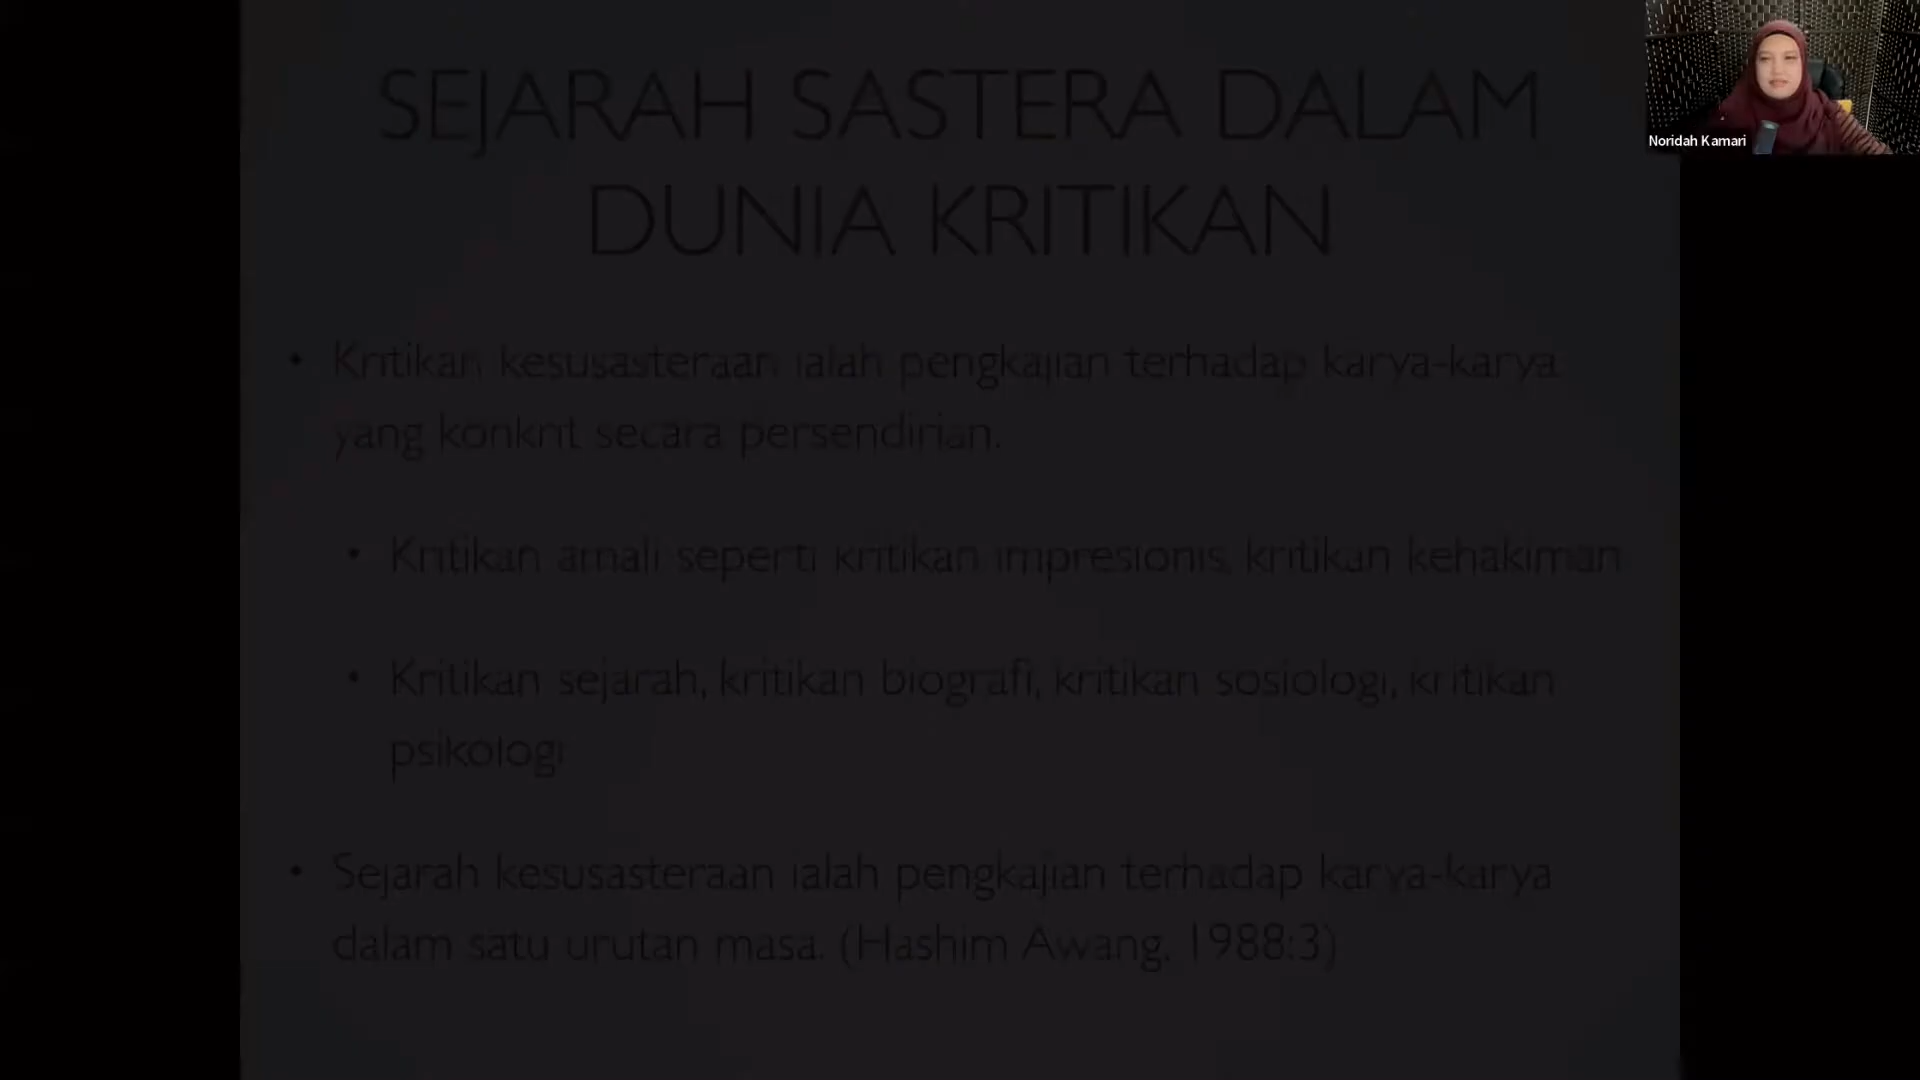 SEJARAH SASTERA DALAM
DUNIA KRITIKAN
Noridah Kamari
• Kritikan kesusasteraan ialah pengkajian terhadap karya-karya
yang konkrit secara persendirian.
• Kritikan amali seperti kritikan impresionis, kritikan kehakiman
• Kritikan sejarah, kritikan biografi, kritikan sosiologi, kritikan
psikologi
• Sejarah kesusasteraan ialah pengkajian terhadap karya-karya
dalam satu urutan masa. (Hashim Awang, 1988:3)